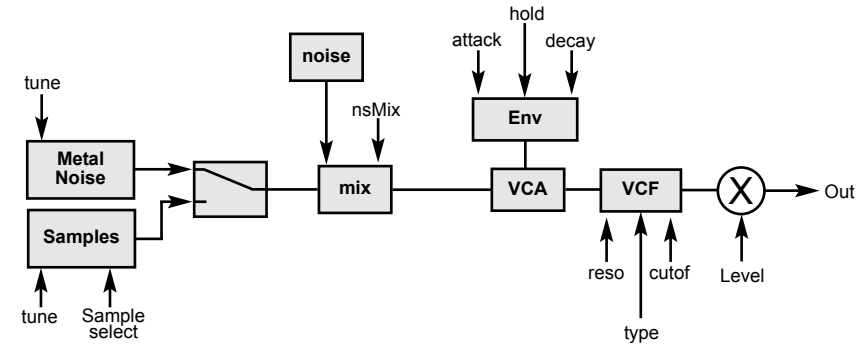 hold
attack
decay
noise
tune
nsMix
Env
Metal
Noise
mix
VCA
VCF
X
Out
Samples
reso
cutof
Level
tune
Sample
select
type